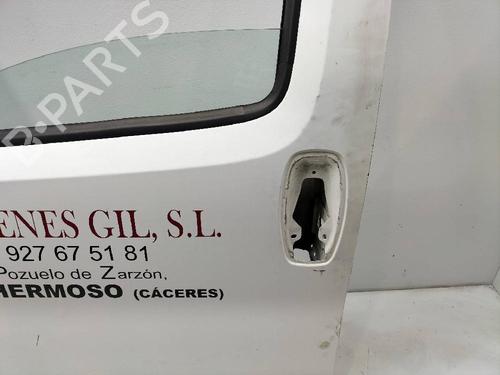 B-PARTS
ENES GIL, S.L.
927 67 51 81
Pozuelo de Zarzón,
HERMOSO (CÁCERES)